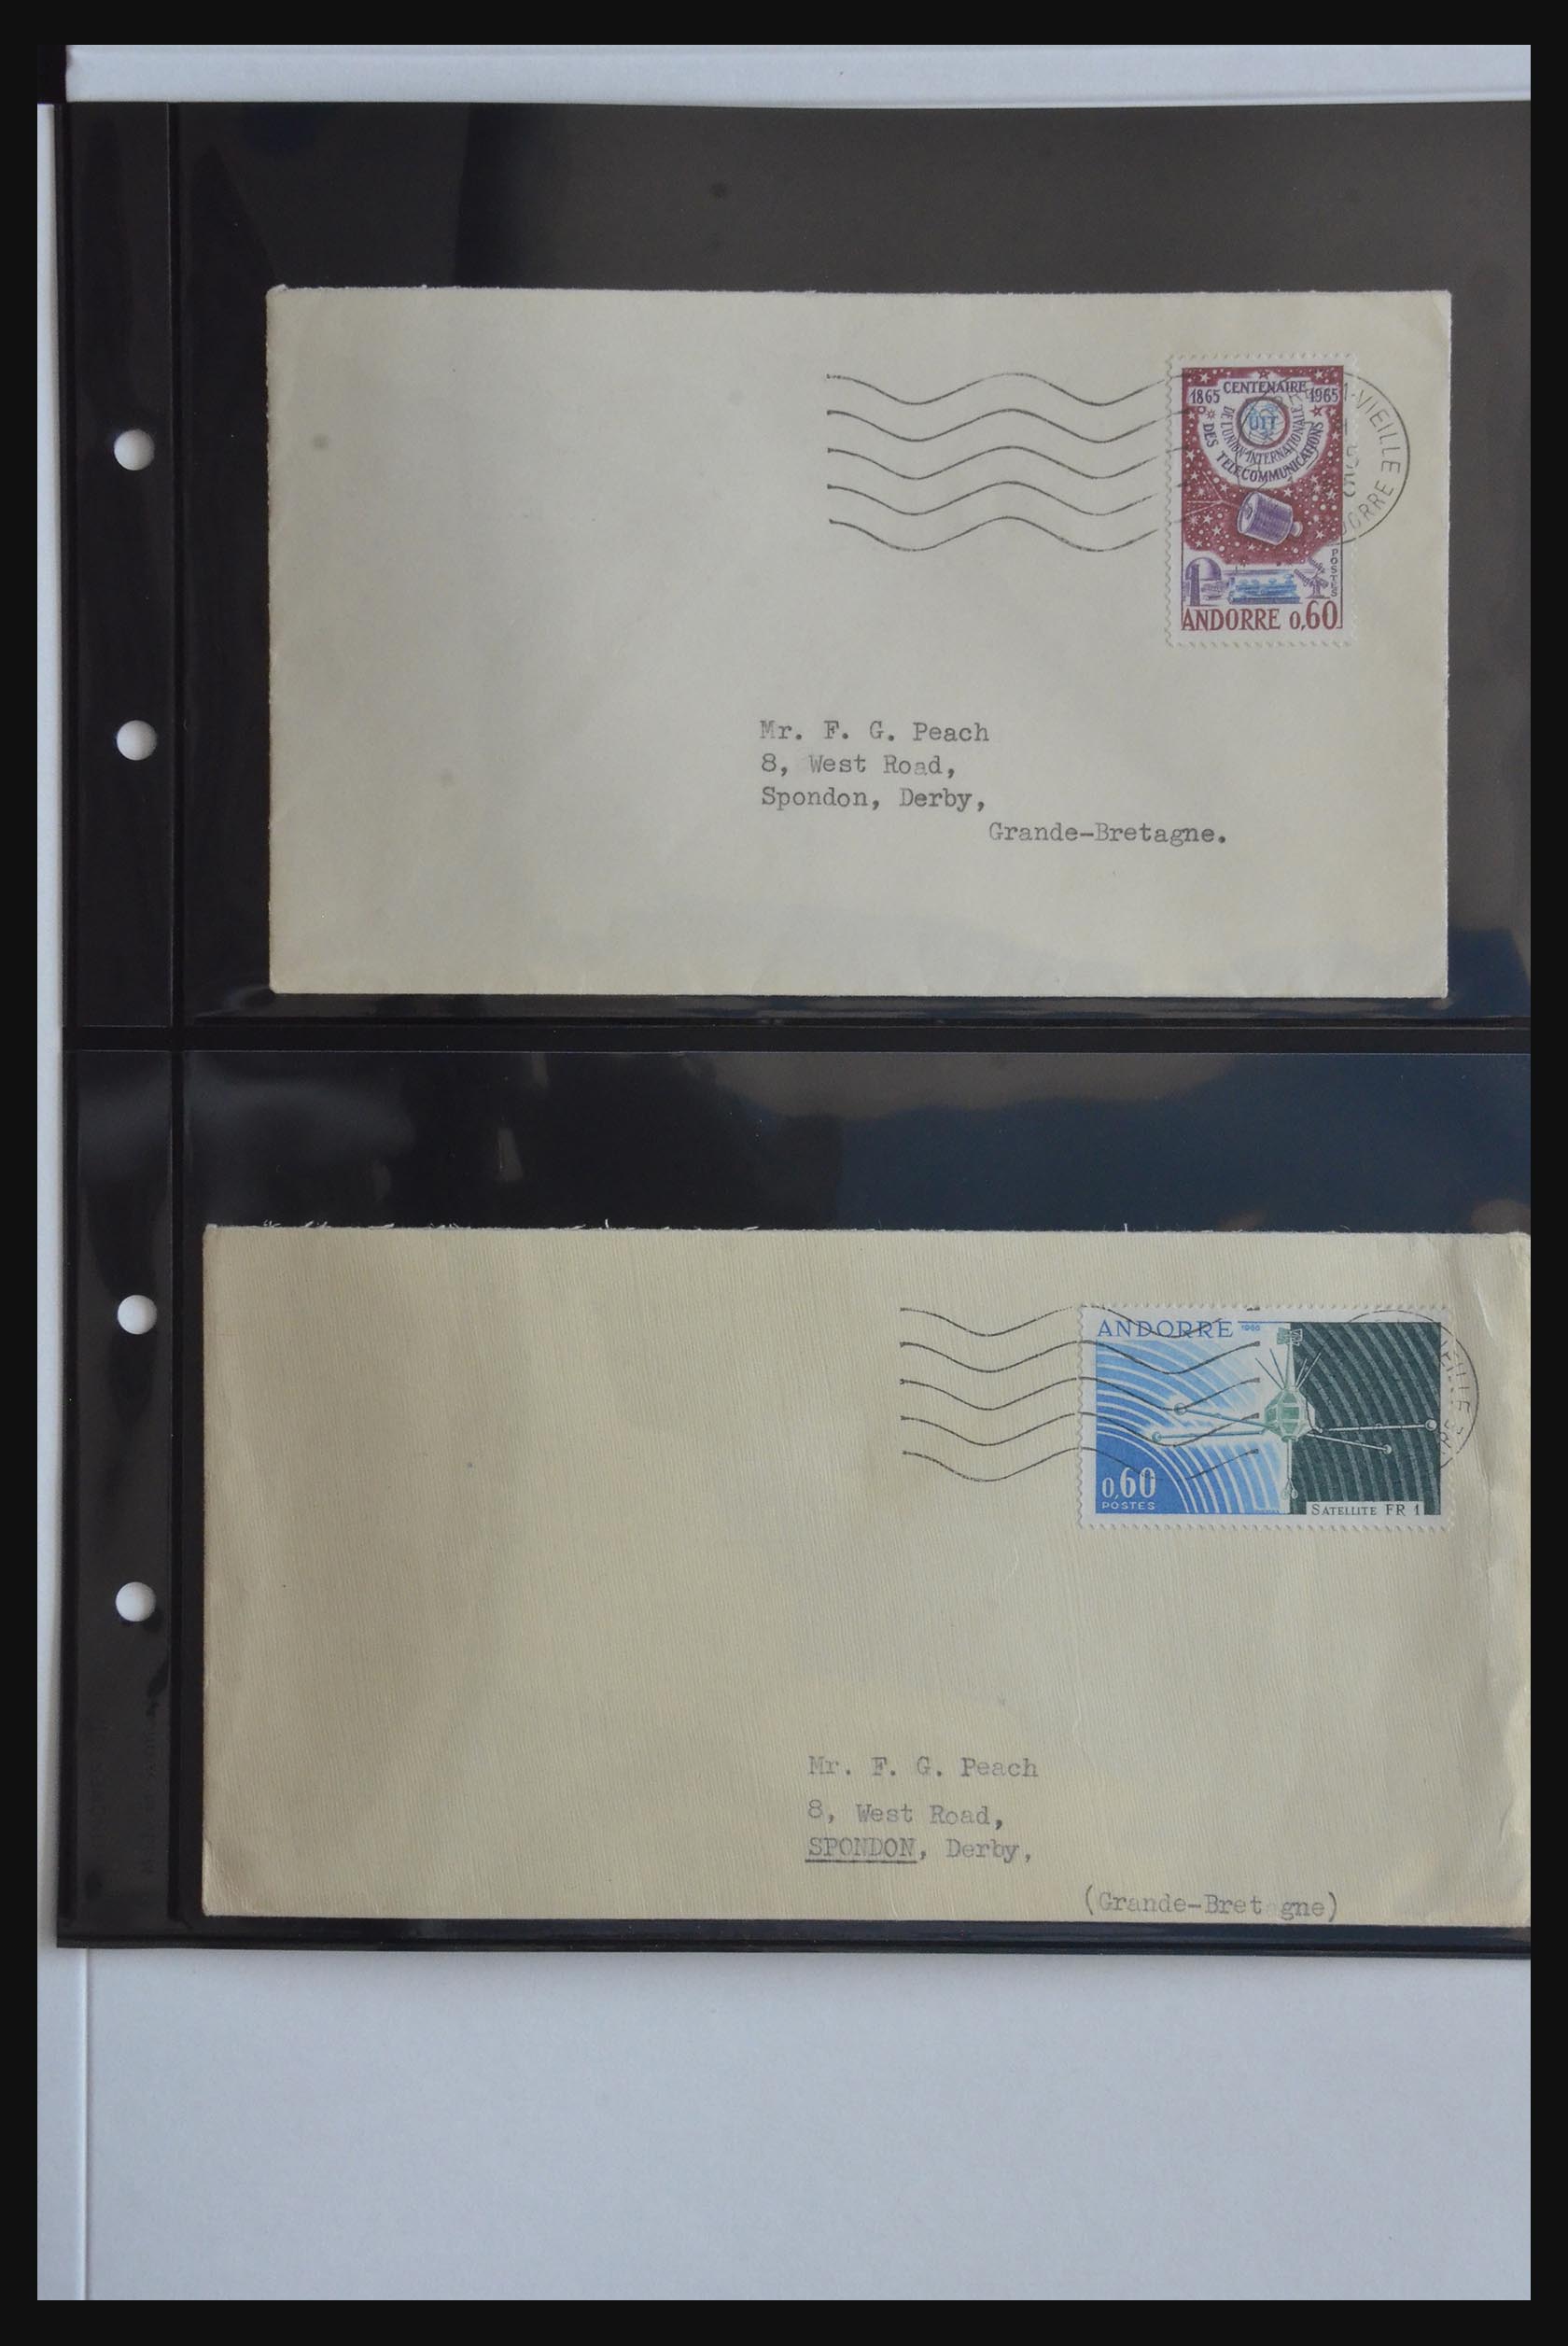 1865 CENTENAIRE 1965
DE L'UNION INTERNATIONALE
DES TELECOMMUNICATIONS
UIT
POSTES
ANDORRE 0,60
VIEILLE
Mr. F. G. Peach
8, West Road,
Spondon, Derby,
Grande-Bretagne.
ANDORRE 1966
0,60
POSTES
SATELLITE FR 1
Mr. F. G. Peach
8, West Road,
SPONDON, Derby,
(Grande-Bret gne)